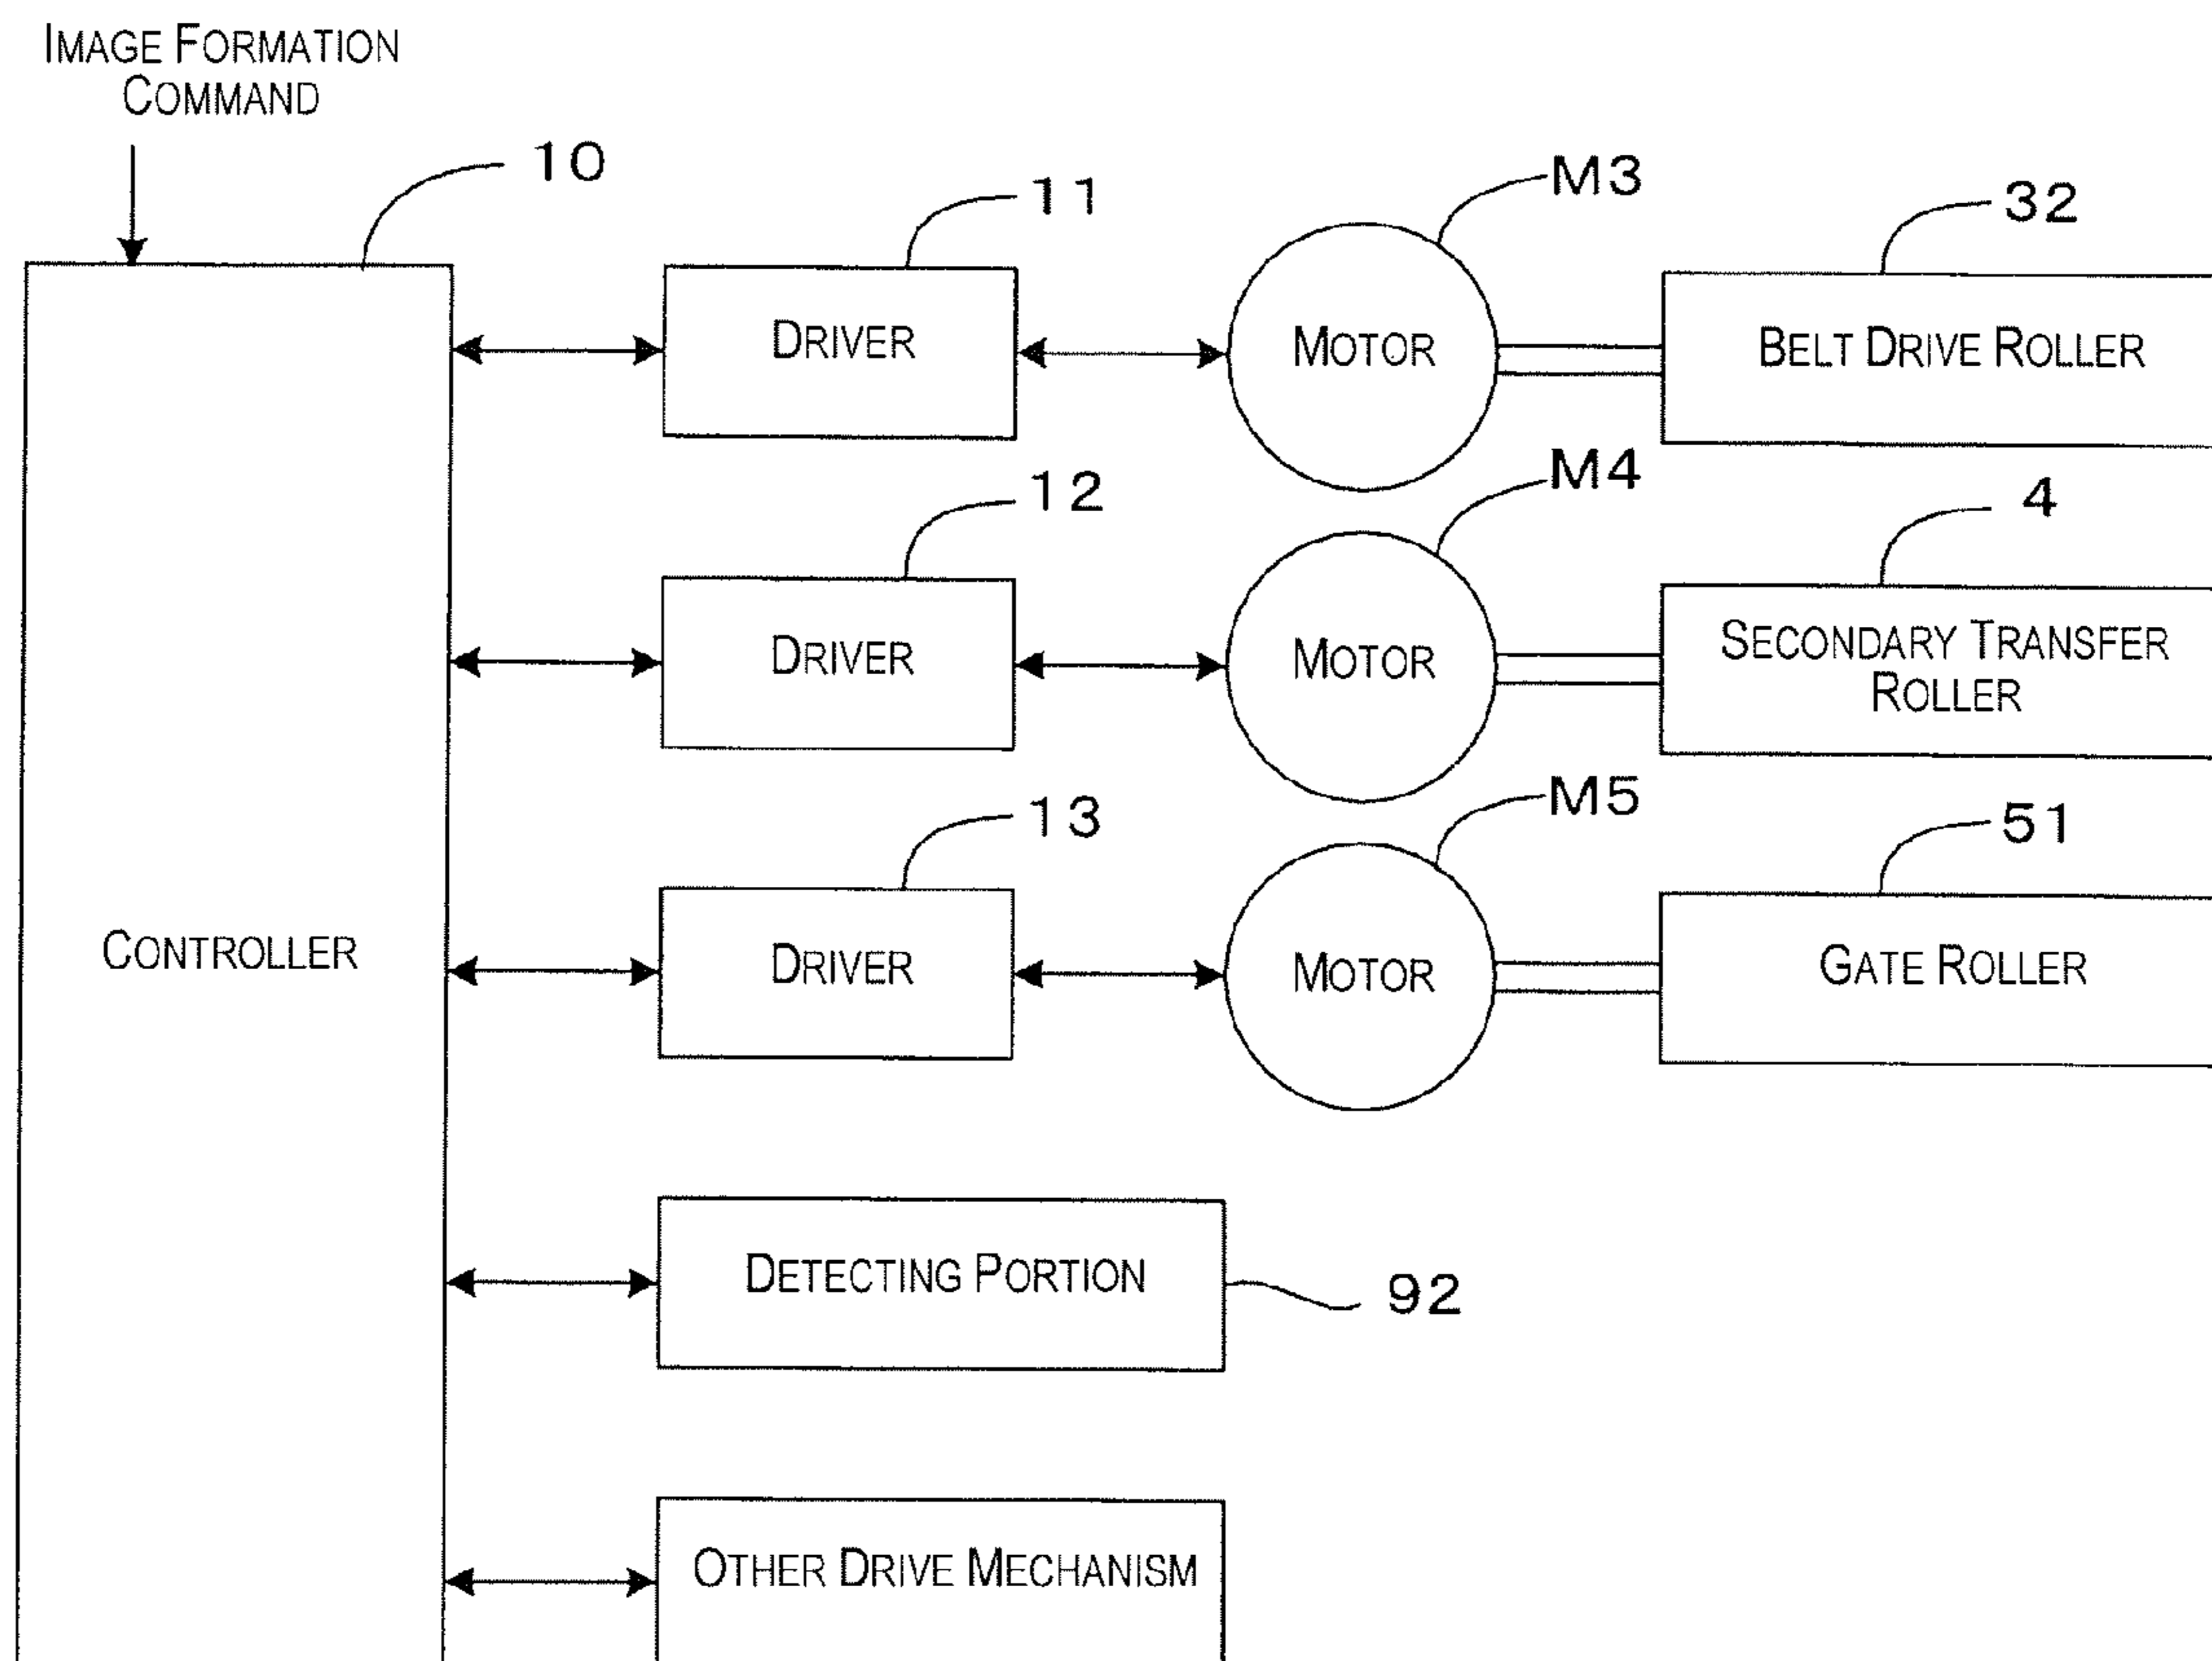 IMAGE FORMATION
COMMAND
10
11
M3
32
DRIVER
MOTOR
BELT DRIVE ROLLER
12
M4
4
DRIVER
MOTOR
SECONDARY TRANSFER
ROLLER
13
M5
51
CONTROLLER
DRIVER
MOTOR
GATE ROLLER
DETECTING PORTION
92
OTHER DRIVE MECHANISM